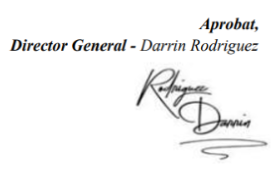 Aprobat,
Director General - Darrin Rodriguez
Rodriguez
Darrin